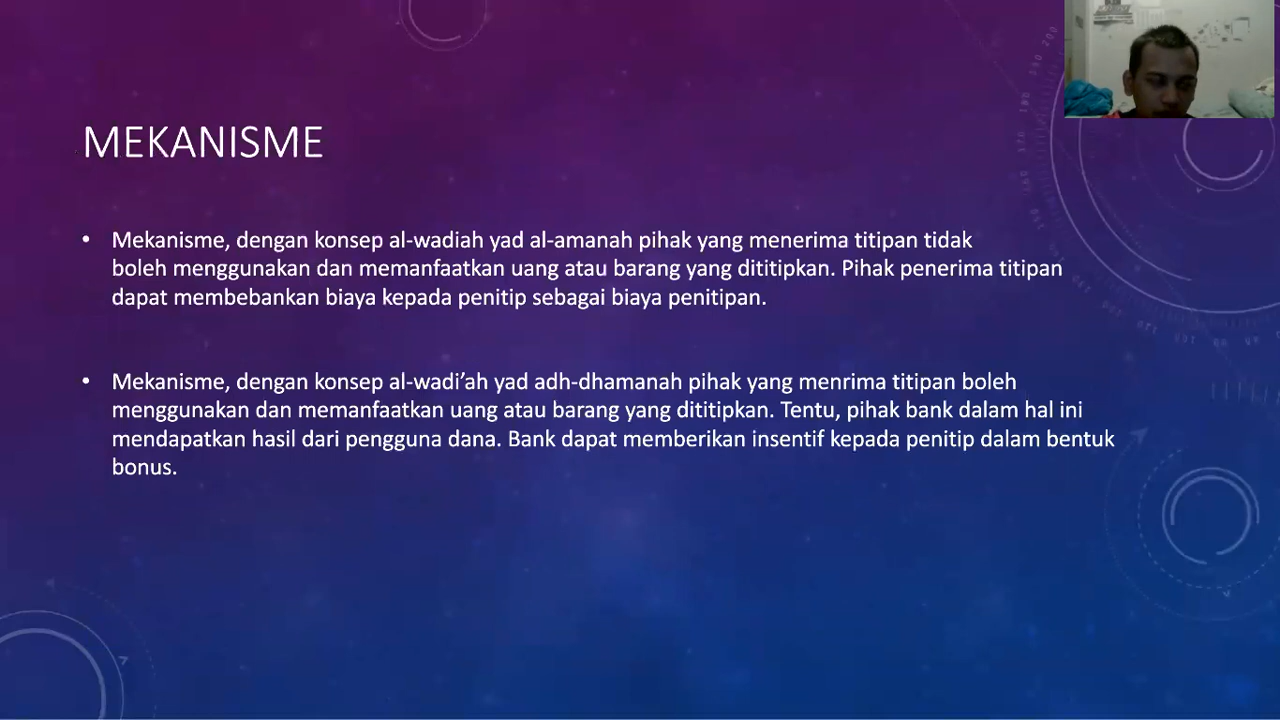 MEKANISME
• Mekanisme, dengan konsep al-wadiah yad al-amanah pihak yang menerima titipan tidak
boleh menggunakan dan memanfaatkan uang atau barang yang dititipkan. Pihak penerima titipan
dapat membebankan biaya kepada penitip sebagai biaya penitipan.
• Mekanisme, dengan konsep al-wadi’ah yad adh-dhamanah pihak yang menrima titipan boleh
menggunakan dan memanfaatkan uang atau barang yang dititipkan. Tentu, pihak bank dalam hal ini
mendapatkan hasil dari pengguna dana. Bank dapat memberikan insentif kepada penitip dalam bentuk
bonus.